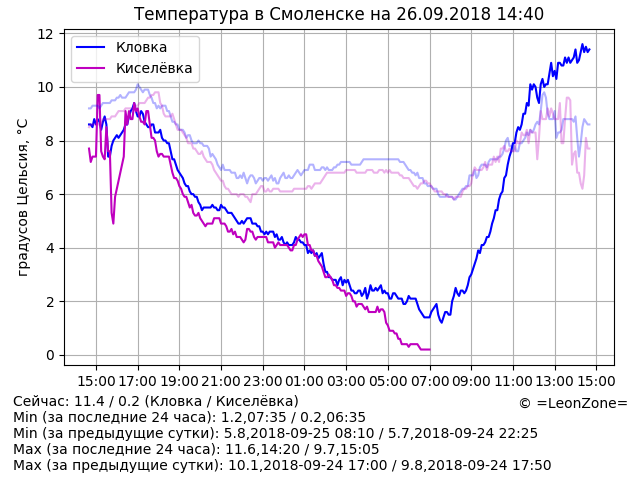 Температура в Смоленске на 26.09.2018 14:40
Кловка
Киселёвка
градусов Цельсия, °C
12
10
8
6
4
2
0
15:00 17:00 19:00 21:00 23:00 01:00 03:00 05:00 07:00 09:00 11:00 13:00 15:00
© =LeonZone=
Сейчас: 11.4 / 0.2 (Кловка / Киселёвка)
Min (за последние 24 часа): 1.2,07:35 / 0.2,06:35
Min (за предыдущие сутки): 5.8,2018-09-25 08:10 / 5.7,2018-09-24 22:25
Max (за последние 24 часа): 11.6,14:20 / 9.7,15:05
Max (за предыдущие сутки): 10.1,2018-09-24 17:00 / 9.8,2018-09-24 17:50